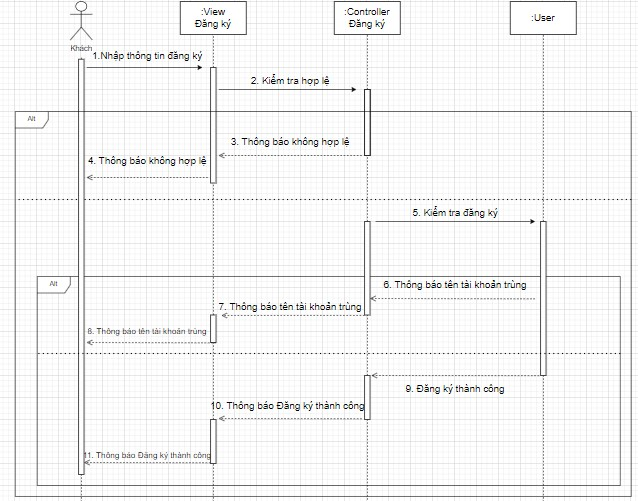 :View
Đăng ký
:Controller
Đăng ký
:User
Khách
1.Nhập thông tin đăng ký
2. Kiểm tra hợp lệ
Alt
3. Thông báo không hợp lệ
4. Thông báo không hợp lệ
5. Kiểm tra đăng ký
Alt
6. Thông báo tên tài khoản trùng
7. Thông báo tên tài khoản trùng
8. Thông báo tên tài khoản trùng
9. Đăng ký thành công
10. Thông báo Đăng ký thành công
11. Thông báo Đăng ký thành công